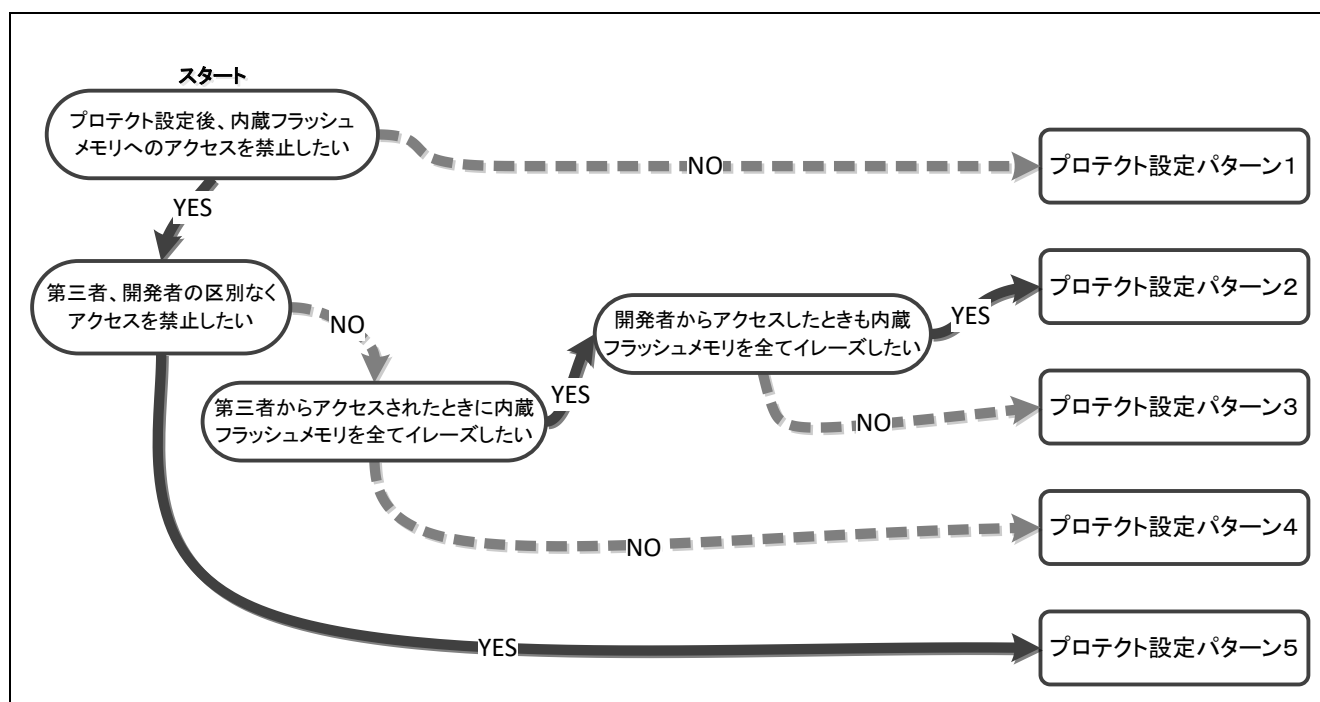 スタート
プロテクト設定後、内蔵フラッシュ
メモリへのアクセスを禁止したい
NO
プロテクト設定パターン1
YES
第三者、開発者の区別なく
アクセスを禁止したい
NO
開発者からアクセスしたときも内蔵
フラッシュメモリを全てイレーズしたい
YES
プロテクト設定パターン2
第三者からアクセスされたときに内蔵
フラッシュメモリを全てイレーズしたい
YES
NO
プロテクト設定パターン3
NO
プロテクト設定パターン4
YES
プロテクト設定パターン5